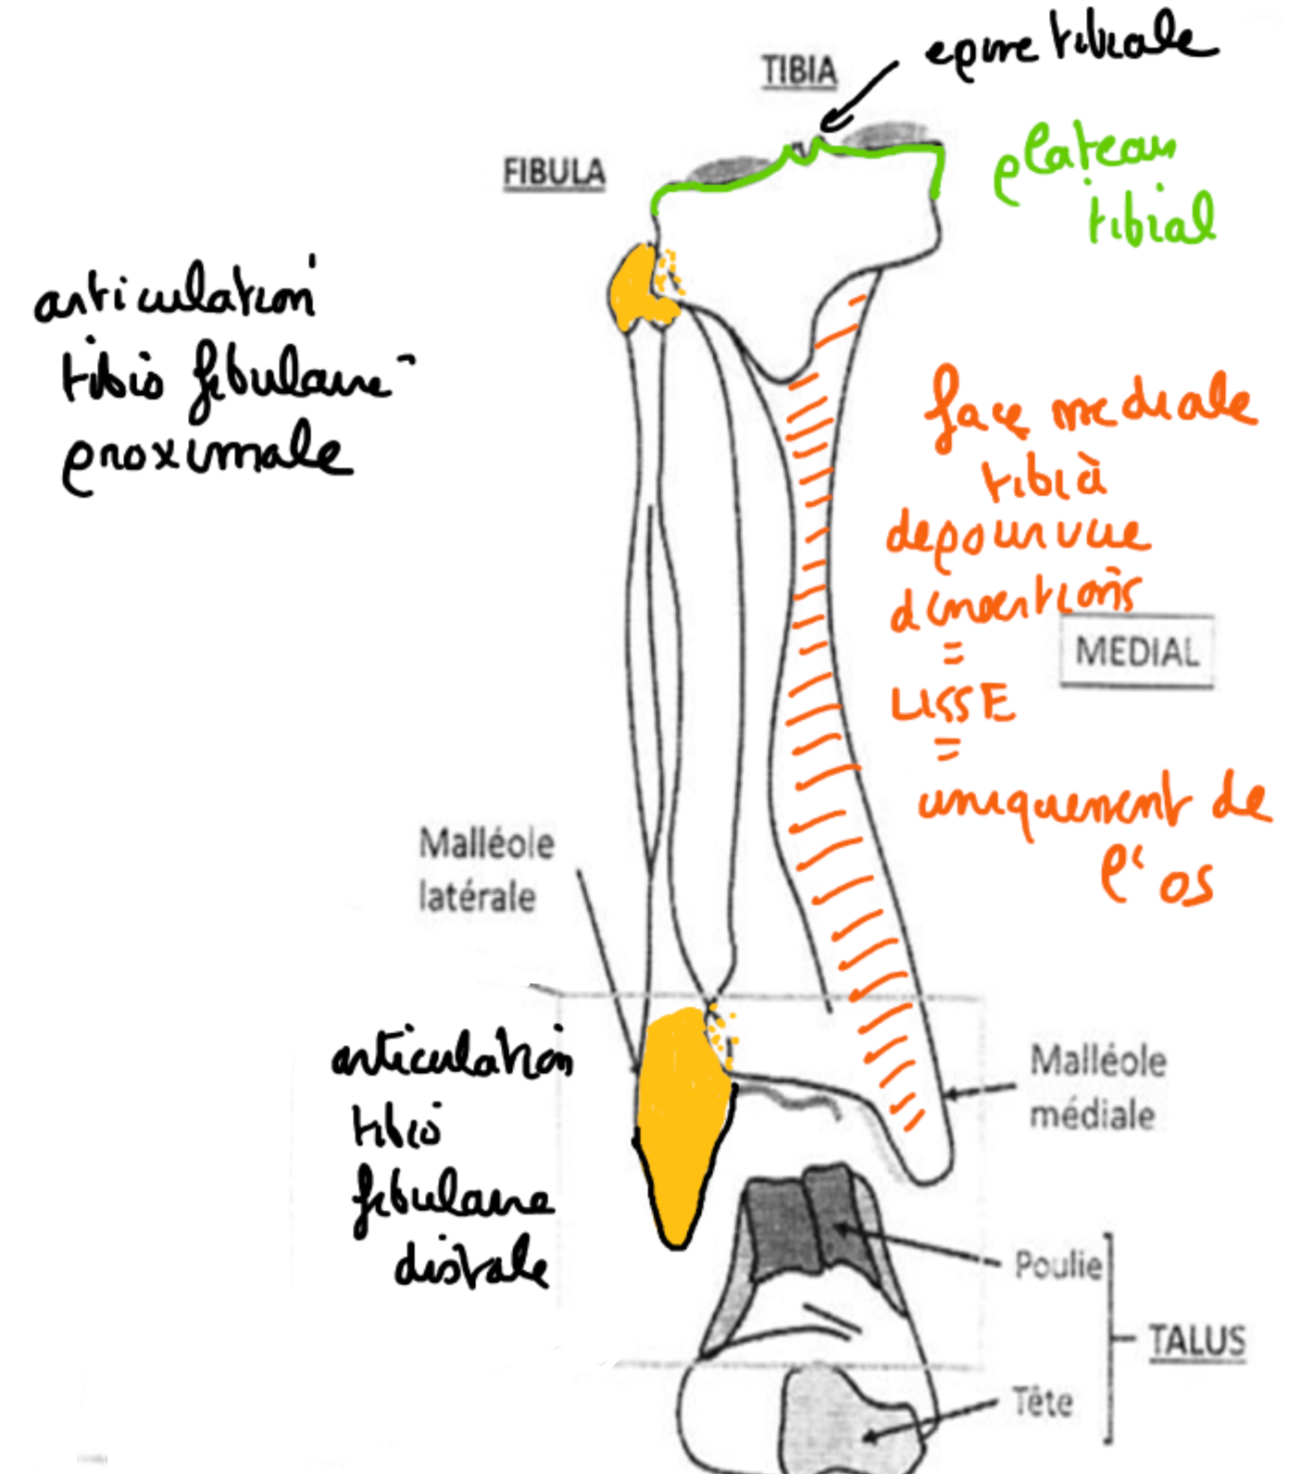 epine tibiale
TIBIA
plateau
tibial
FIBULA
articulation
tibio fibulaire
proximale
face mediale
tibia
depourvue
d'insertions
=
LISSE
=
uniquement de
l'os
MEDIAL
Malléole
latérale
articulation
tibio
fibulaire
distale
Malléole
médiale
Poulie
TALUS
Tête